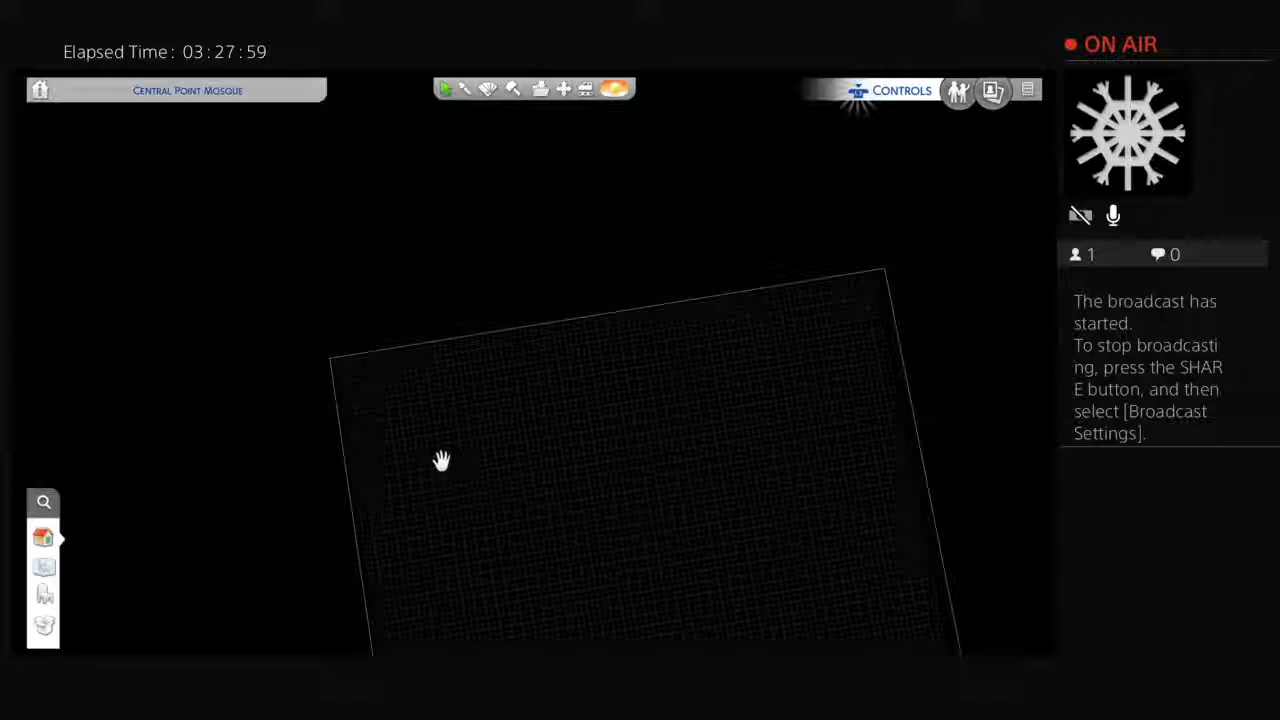 Elapsed Time: 03:27:59
ON AIR
CENTRAL POINT MOSQUE
L3
CONTROLS
1
0
The broadcast has
started.
To stop broadcasti
ng, press the SHAR
E button, and then
select [Broadcast
Settings].